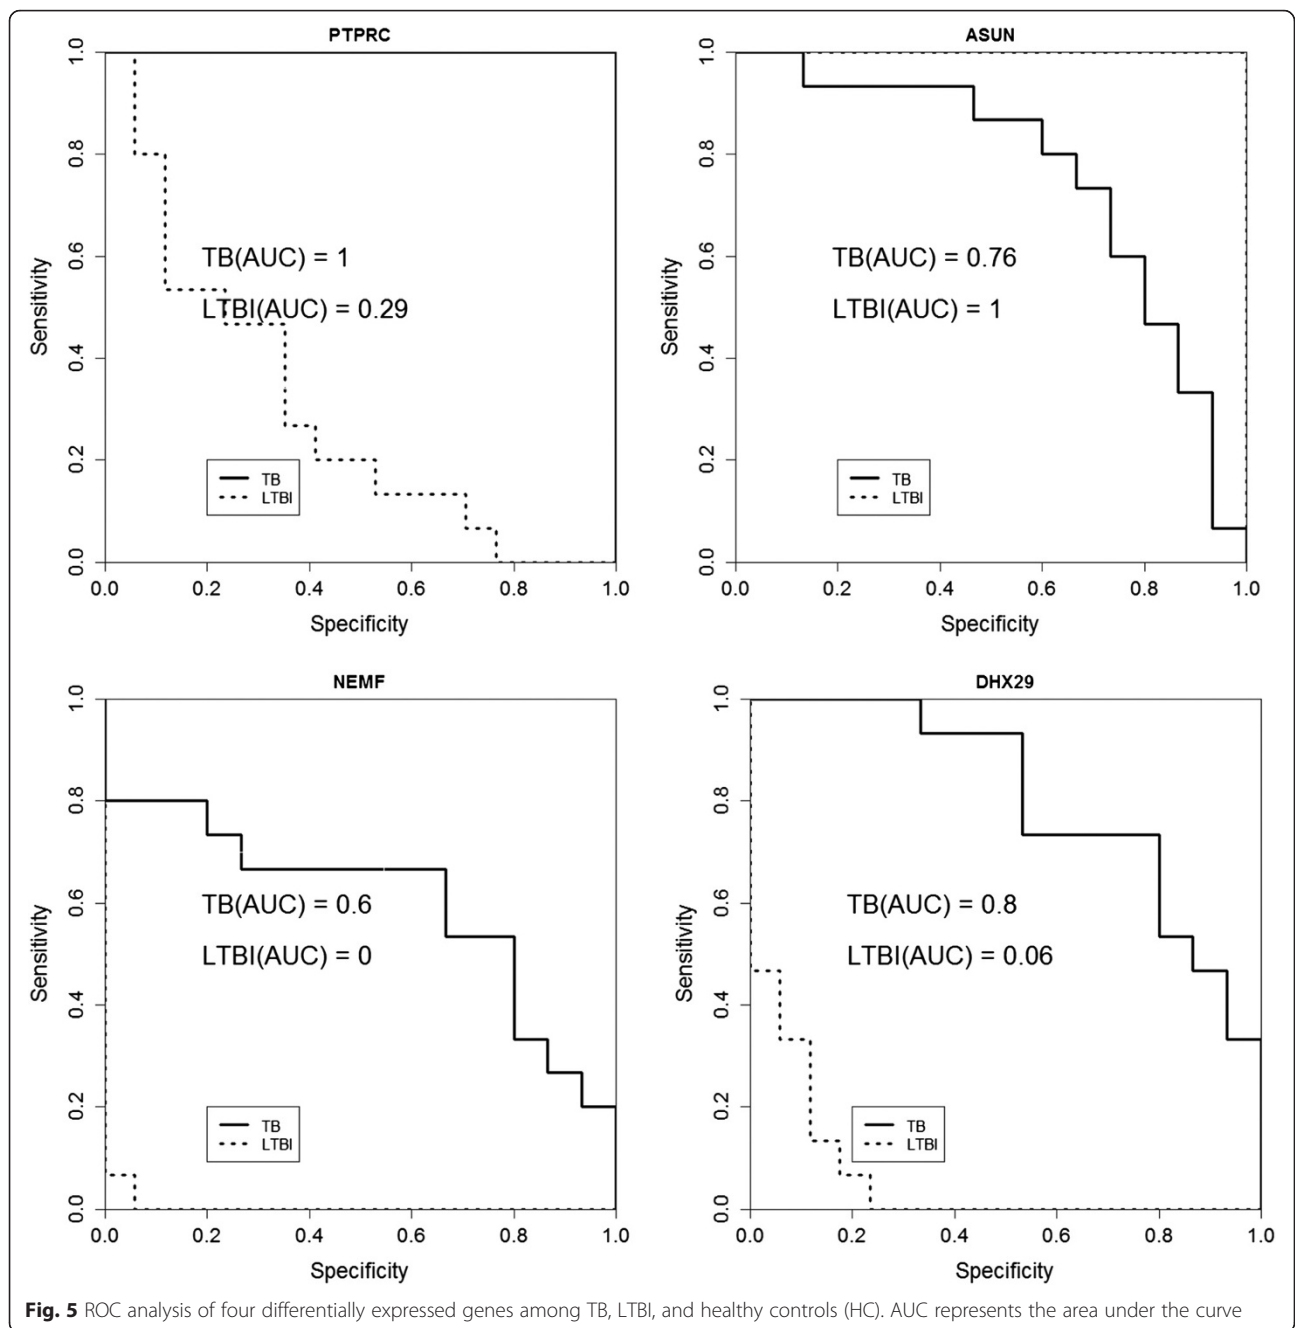 PTPRC
1.0
0.8
0.6
0.4
0.2
0.0
Sensitivity
TB(AUC) = 1
LTBI(AUC) = 0.29
TB
LTBI
0.0 0.2 0.4 0.6 0.8 1.0
Specificity
ASUN
1.0
0.8
0.6
0.4
0.2
0.0
Sensitivity
TB(AUC) = 0.76
LTBI(AUC) = 1
TB
LTBI
0.0 0.2 0.4 0.6 0.8 1.0
Specificity
NEMF
1.0
0.8
0.6
0.4
0.2
0.0
Sensitivity
TB(AUC) = 0.6
LTBI(AUC) = 0
TB
LTBI
0.0 0.2 0.4 0.6 0.8 1.0
Specificity
DHX29
1.0
0.8
0.6
0.4
0.2
0.0
Sensitivity
TB(AUC) = 0.8
LTBI(AUC) = 0.06
TB
LTBI
0.0 0.2 0.4 0.6 0.8 1.0
Specificity
Fig. 5 ROC analysis of four differentially expressed genes among TB, LTBI, and healthy controls (HC). AUC represents the area under the curve